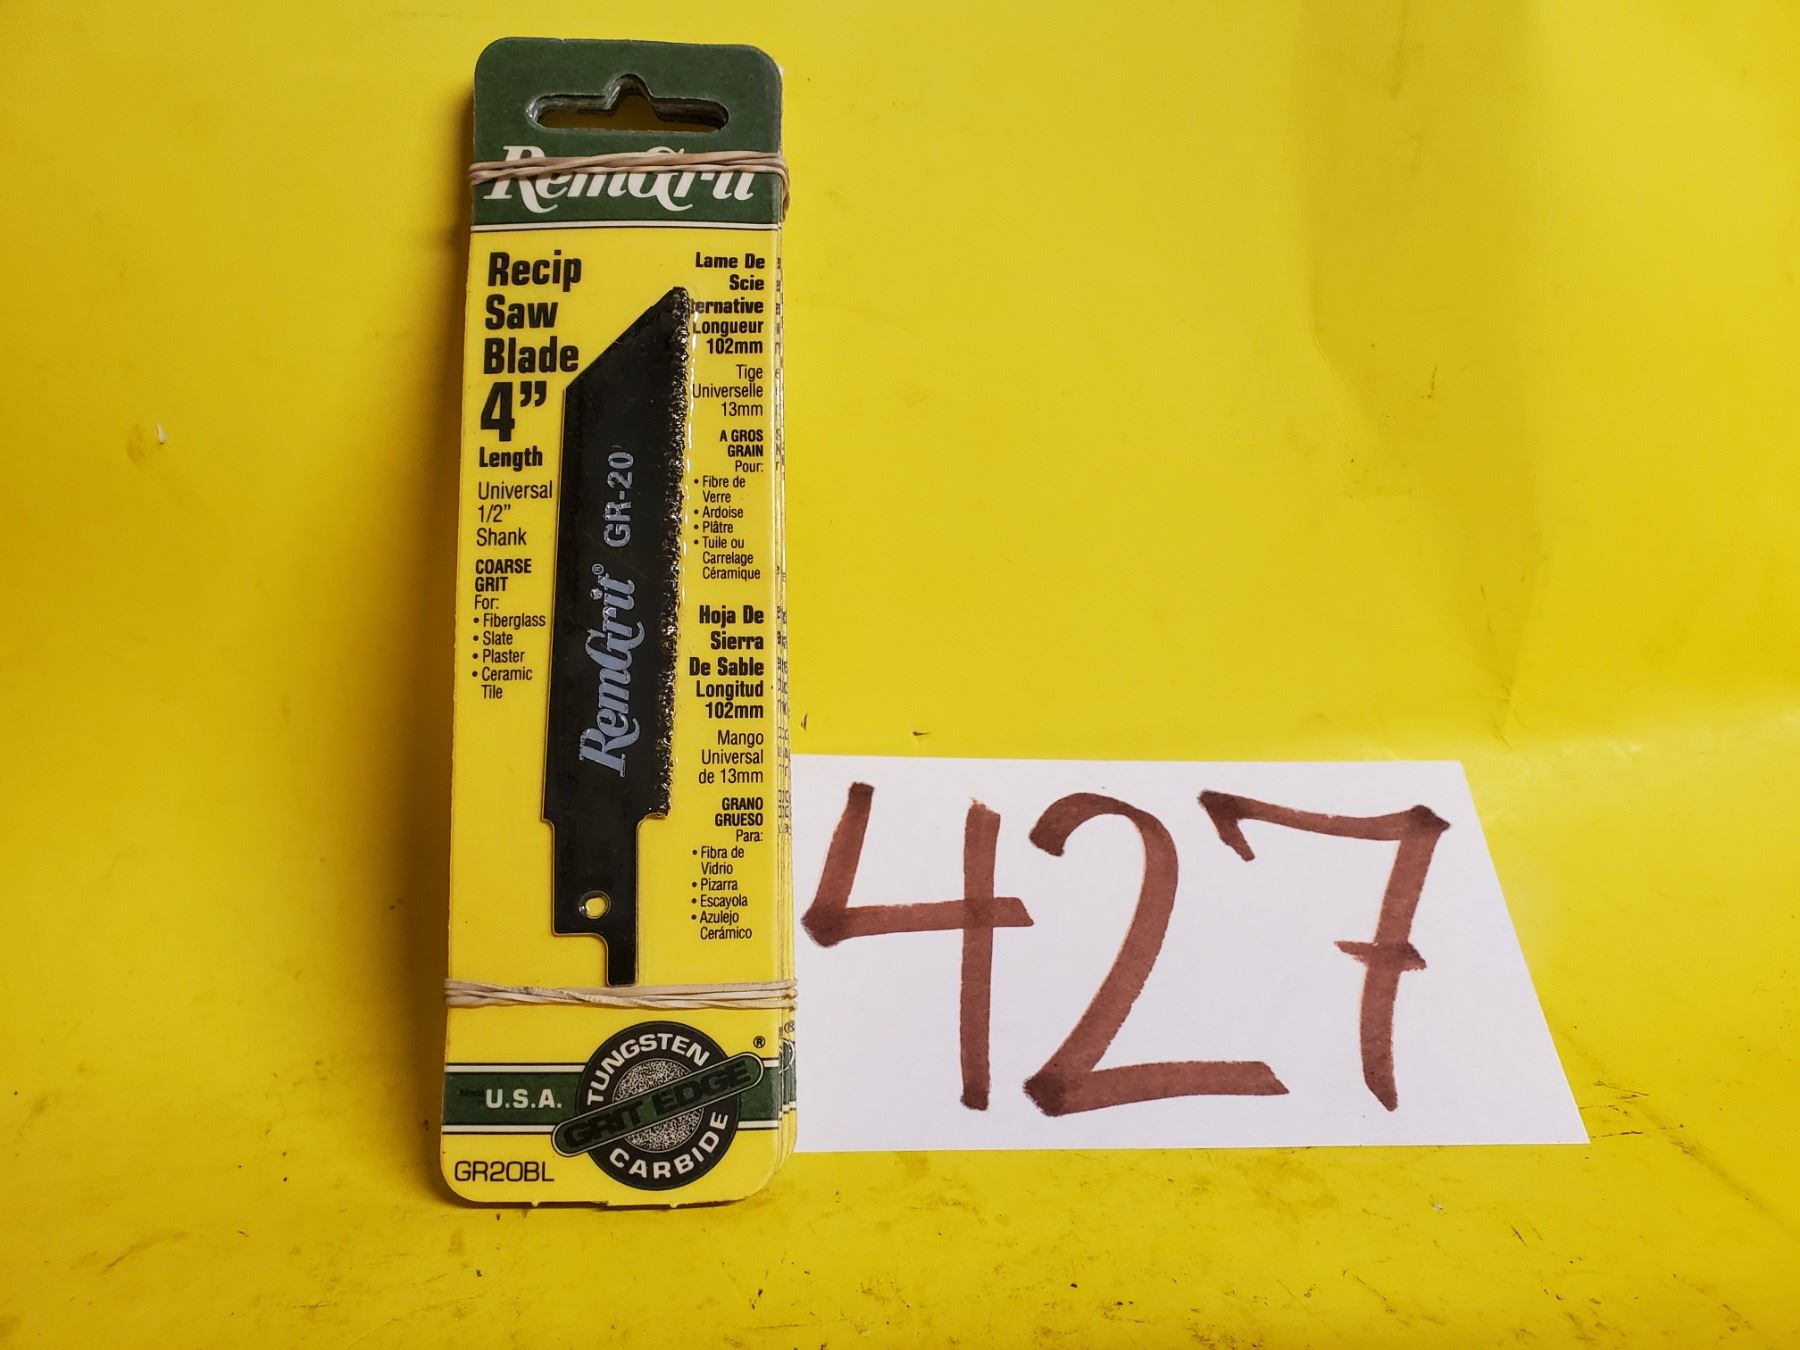 RemGrit
Recip
Saw
Blade
4"
Length
Universal
1/2"
Shank
COARSE
GRIT
For:
• Fiberglass
• Slate
• Plaster
• Ceramic
Tile
Lame De
Scie
ernative
Longueur
102mm
Tige
Universelle
13mm
A GROS
GRAIN
Pour:
• Fibre de
Verre
• Ardoise
• Plâtre
• Tuile ou
Carrelage
Céramique
Hoja De
Sierra
De Sable
Longitud
102mm
Mango
Universal
de 13mm
GRANO
GRUESO
Para:
• Fibra de
Vidrio
• Pizarra
• Escayola
• Azulejo
Cerámico
RemGrit® GR-20
U.S.A.
TUNGSTEN
GRIT EDGE®
CARBIDE
GR20BL
427